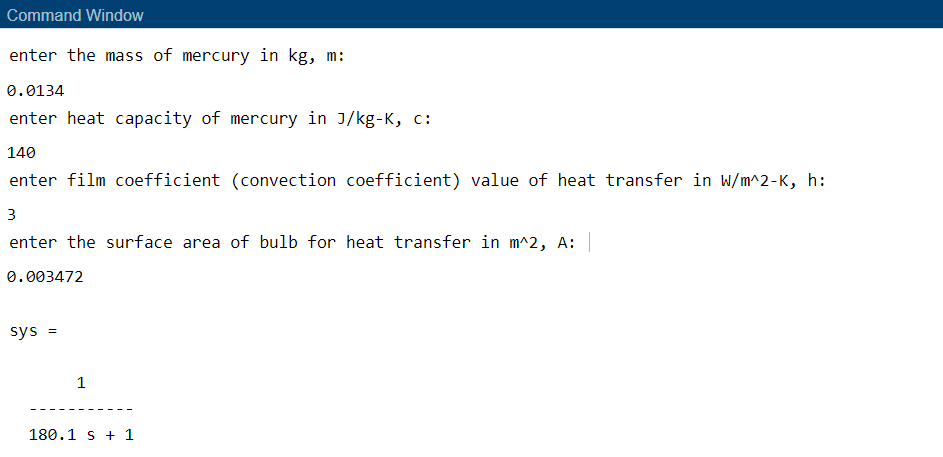 Command Window
enter the mass of mercury in kg, m:
0.0134
enter heat capacity of mercury in J/kg-K, c:
140
enter film coefficient (convection coefficient) value of heat transfer in W/m^2-K, h:
3
enter the surface area of bulb for heat transfer in m^2, A:
0.003472
sys =
1
-----------
180.1 s + 1